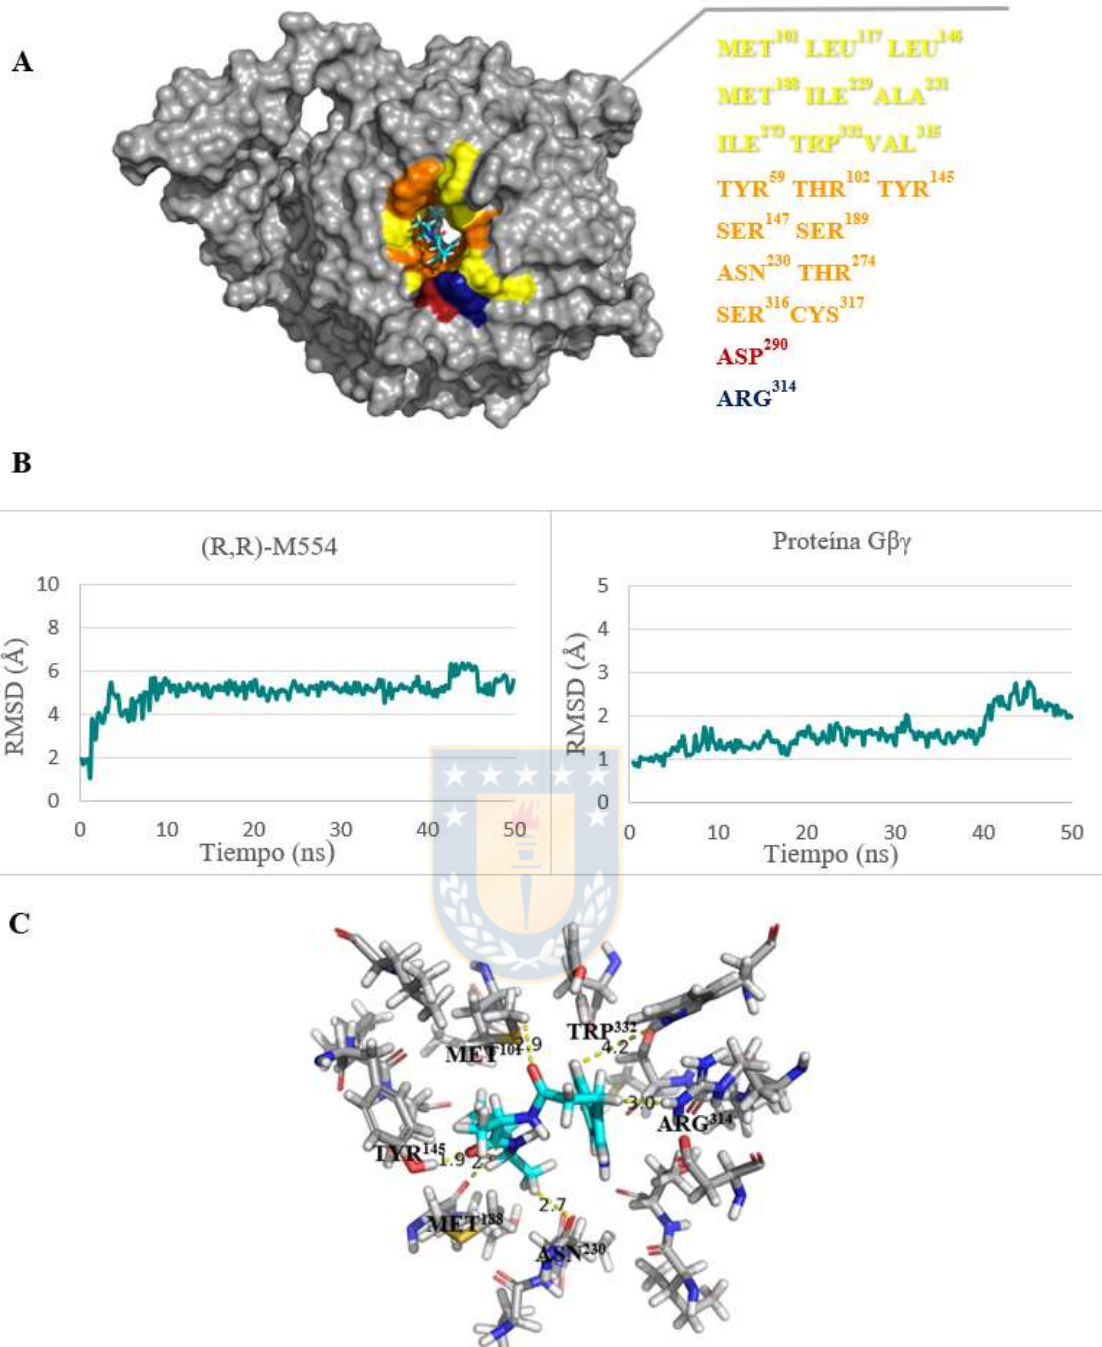 A
MET¹⁰¹ LEU¹¹⁷ LEU¹⁴⁶
MET¹⁸⁸ ILE²²⁹ ALA²³¹
ILE²⁷³ TRP³³² VAL³¹⁵
TYR⁵⁹ THR¹⁰² TYR¹⁴⁵
SER¹⁴⁷ SER¹⁸⁹
ASN²³⁰ THR²⁷⁴
SER³¹⁶ CYS³¹⁷
ASP²⁹⁰
ARG³¹⁴
B
(R,R)-M554
RMSD (Å)
10
8
6
4
2
0
0 10 20 30 40 50
Tiempo (ns)
Proteína Gβγ
RMSD (Å)
5
4
3
2
1
0
0 10 20 30 40 50
Tiempo (ns)
C
TRP³³²
MET¹⁰¹ 2.9
4.2
3.0
ARG³¹⁴
TYR¹⁴⁵ 1.9
2.7
MET¹⁸⁸
ASN²³⁰